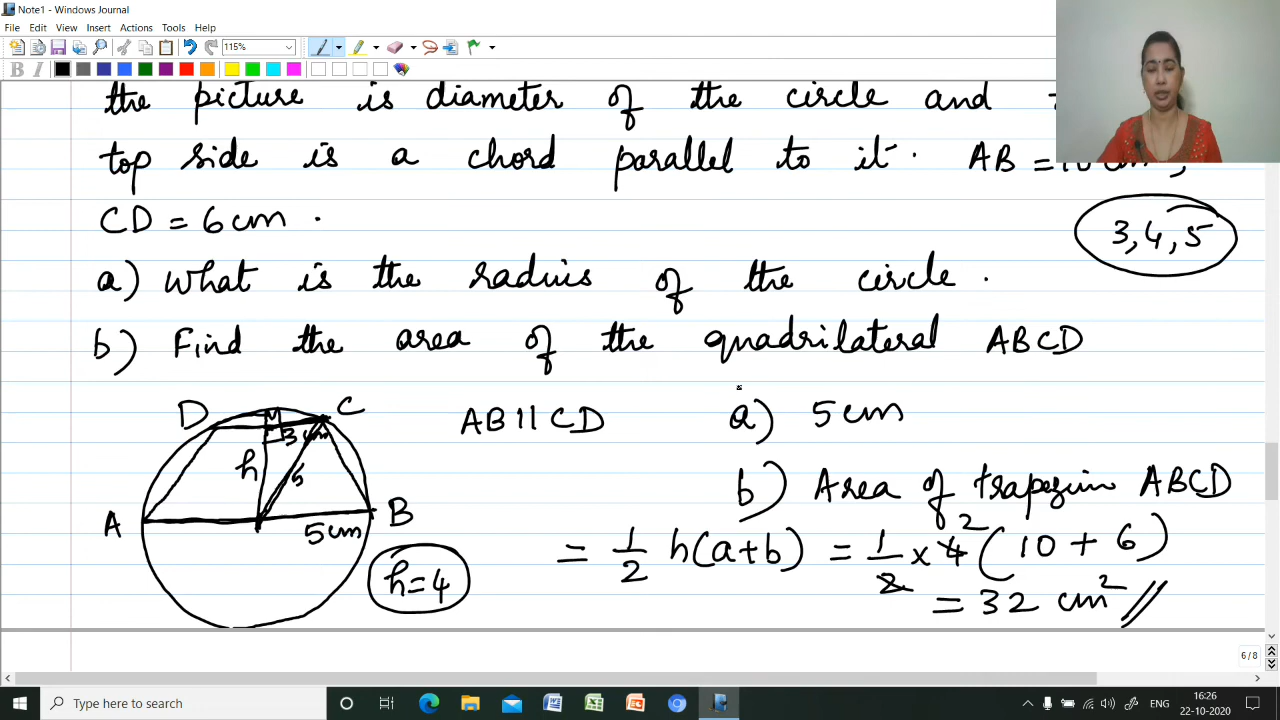 Note1 - Windows Journal
File Edit View Insert Actions Tools Help
115%
B I
the picture is diameter of the circle and
top side is a chord parallel to it. AB = 10 cm,
CD = 6 cm .
3, 4, 5
a) What is the radius of the circle .
b) Find the area of the quadrilateral ABCD
D M C
3 cm
h 5
A B
5 cm
h = 4
AB || CD
a) 5 cm
b) Area of trapezium ABCD
= 1/2 h(a+b) = 1/2 x 4 2 (10 + 6)
= 32 cm² //
6 / 8
Type here to search
ENG
16:26
22-10-2020